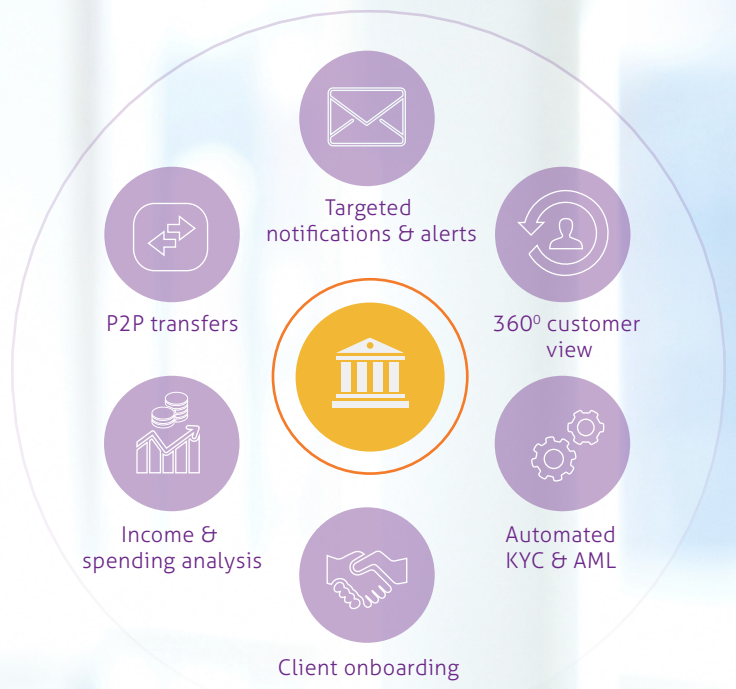 Targeted
notifications & alerts
P2P transfers
360⁰ customer
view
Income &
spending analysis
Automated
KYC & AML
Client onboarding